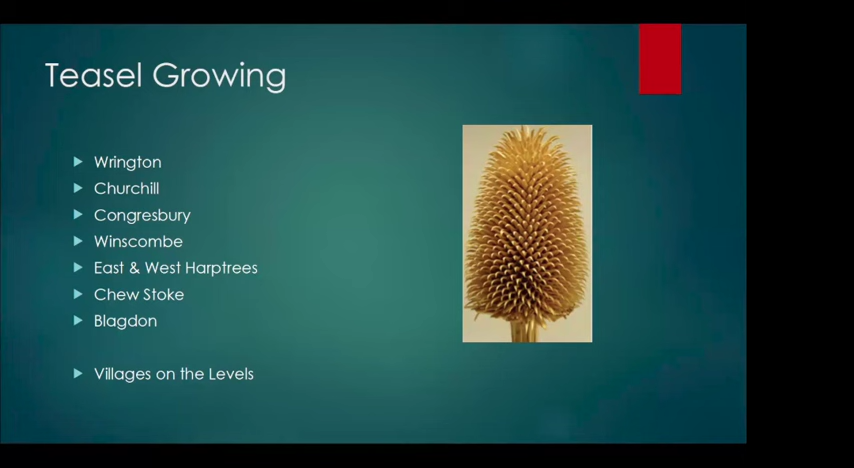 Teasel Growing
Wrington
Churchill
Congresbury
Winscombe
East & West Harptrees
Chew Stoke
Blagdon
Villages on the Levels